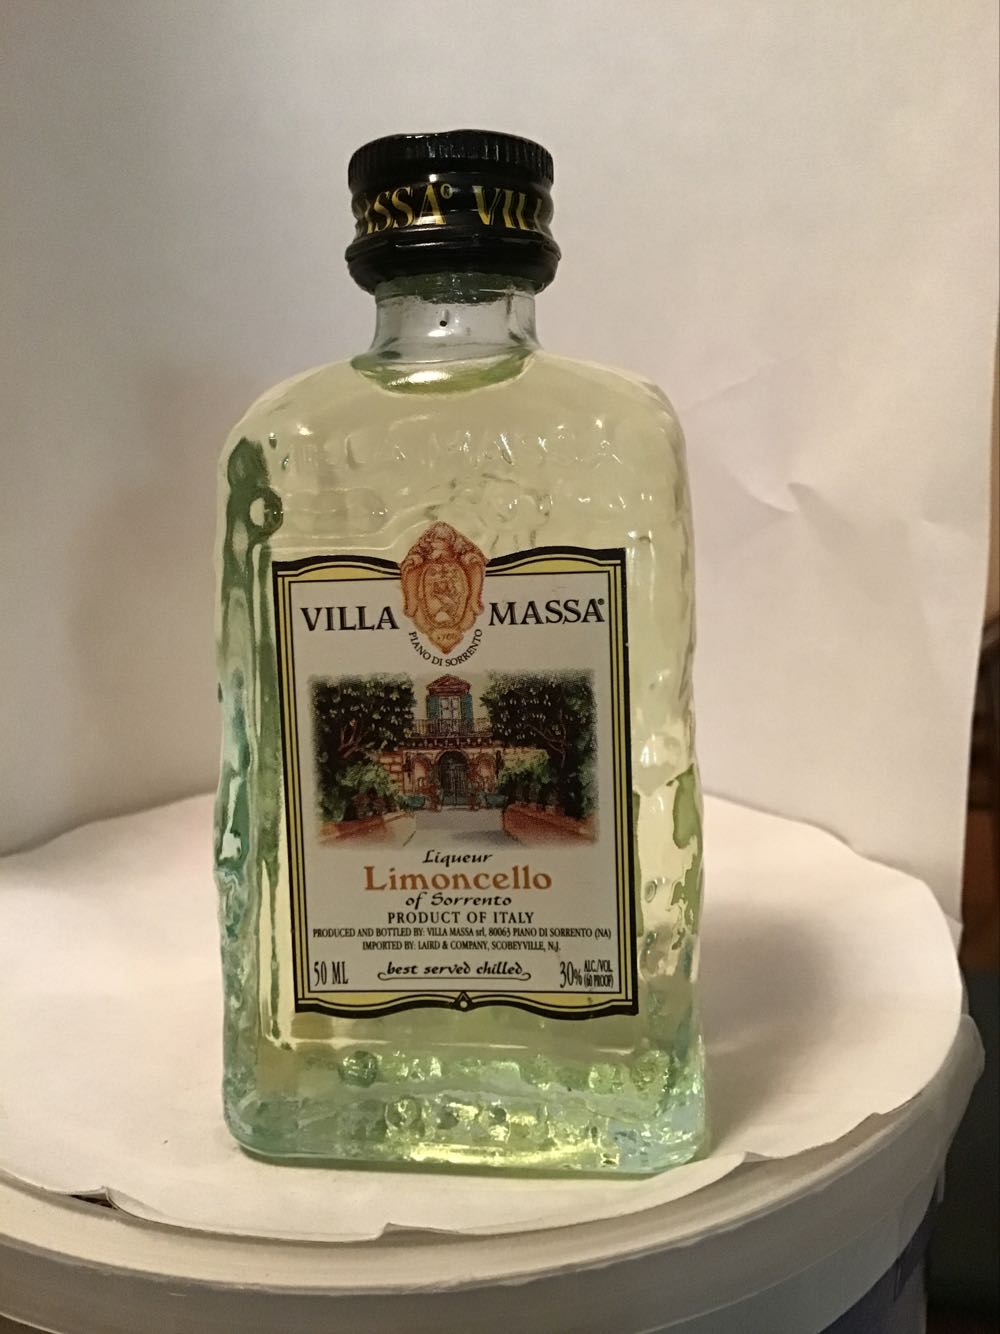 ASSA® VILL
VILLA MASSA
VILLA MASSA®
PIANO DI SORRENTO
Liqueur
Limoncello
of Sorrento
PRODUCT OF ITALY
PRODUCED AND BOTTLED BY: VILLA MASSA srl, 80063 PIANO DI SORRENTO (NA)
IMPORTED BY: LAIRD & COMPANY, SCOBEYVILLE, N.J.
50 ML best served chilled 30% ALC./VOL. (60 PROOF)